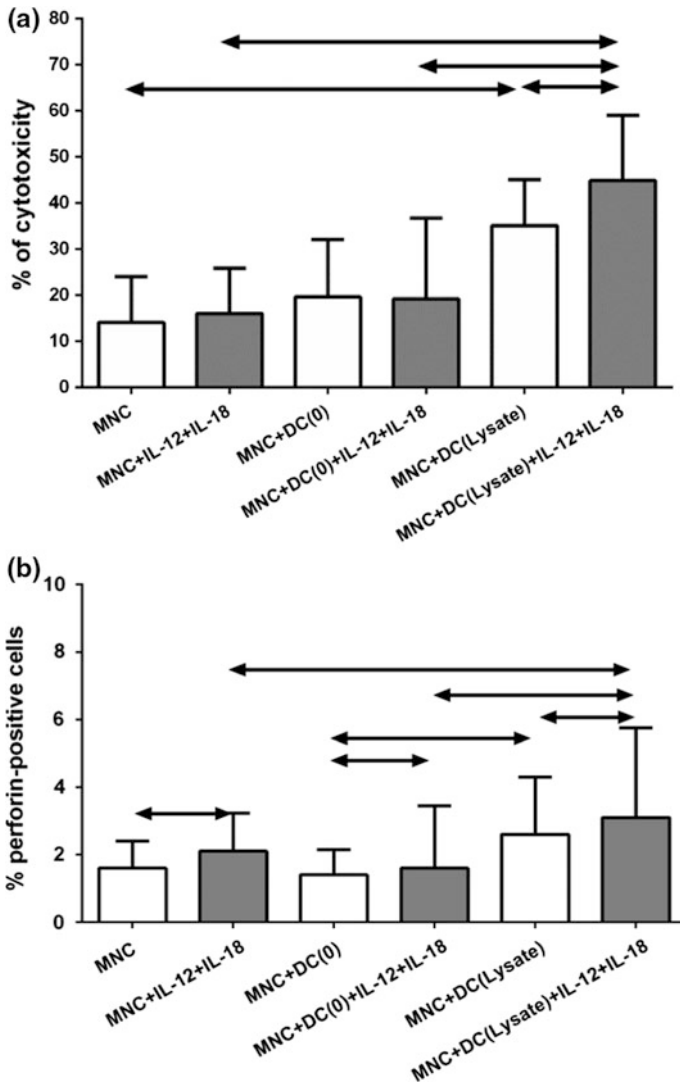 (a)
% of cytotoxicity
80
70
60
50
40
30
20
10
0
MNC
MNC+IL-12+IL-18
MNC+DC(0)
MNC+DC(0)+IL-12+IL-18
MNC+DC(Lysate)
MNC+DC(Lysate)+IL-12+IL-18
(b)
% perforin-positive cells
10
8
6
4
2
0
MNC
MNC+IL-12+IL-18
MNC+DC(0)
MNC+DC(0)+IL-12+IL-18
MNC+DC(Lysate)
MNC+DC(Lysate)+IL-12+IL-18